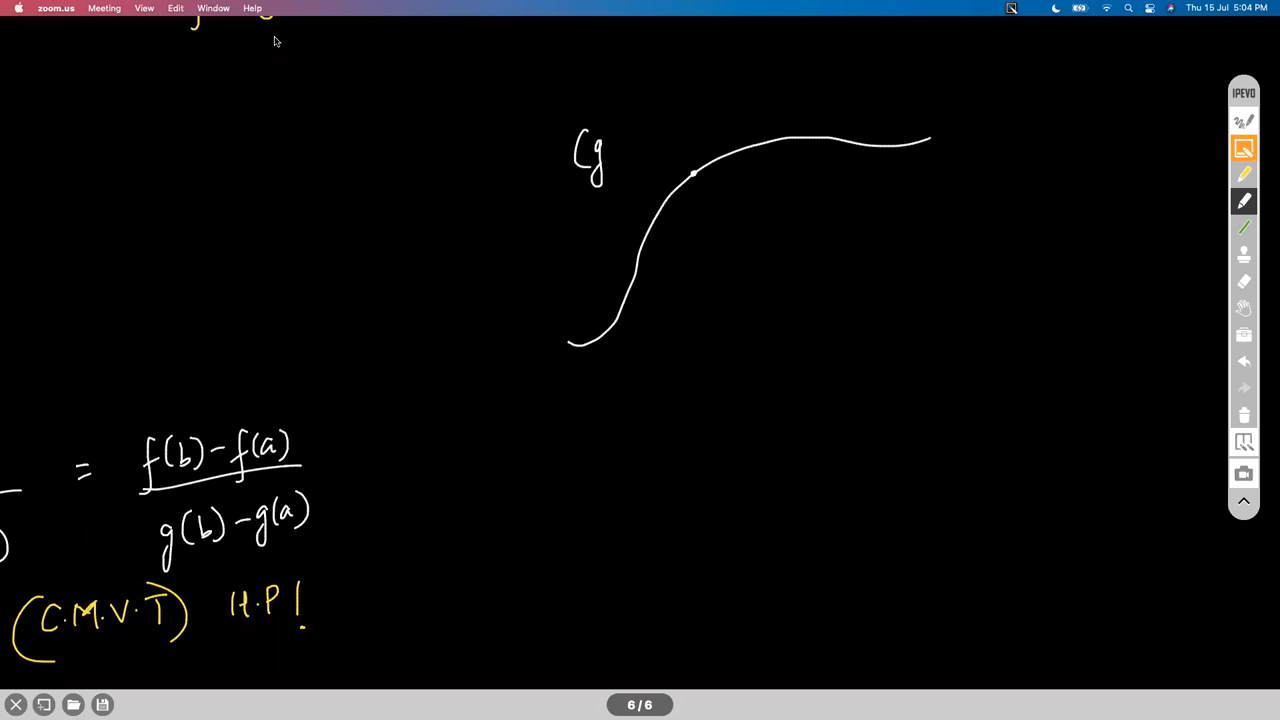 zoom.us Meeting View Edit Window Help Thu 15 Jul 5:04 PM
IPEVO
(g
= f(b)-f(a)
)
g(b)-g(a)
(C.M.V.T) H.P!
6 / 6